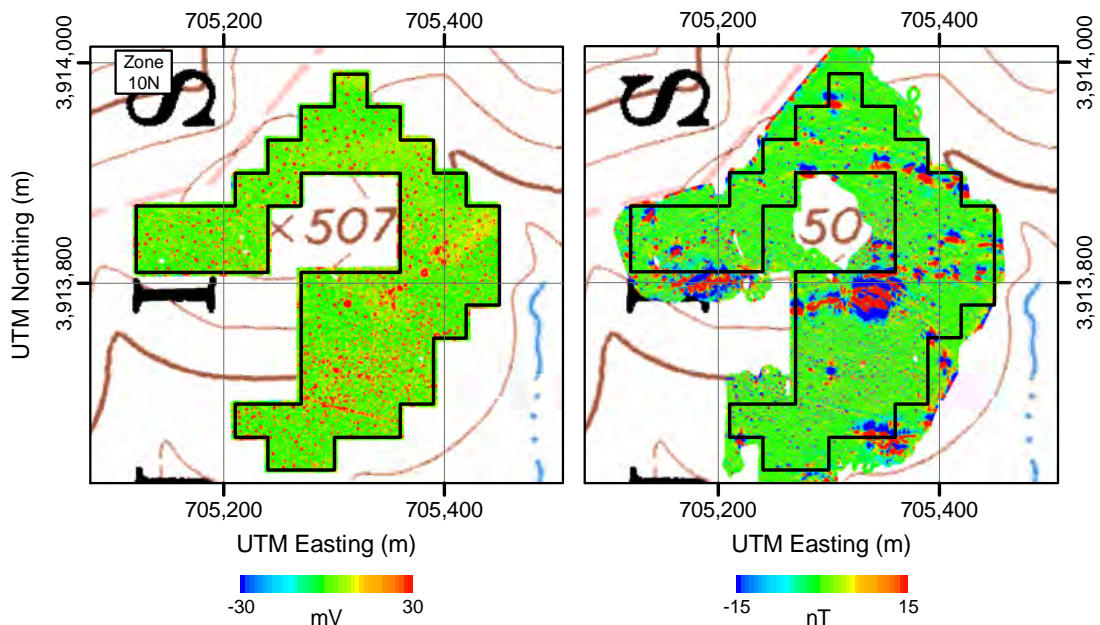 705,200 705,400 705,200 705,400
3,914,000
3,913,800
UTM Northing (m)
Zone
10N
S
507
S
50
3,914,000
3,913,800
705,200 705,400 705,200 705,400
UTM Easting (m) UTM Easting (m)
-30 30 -15 15
mV nT